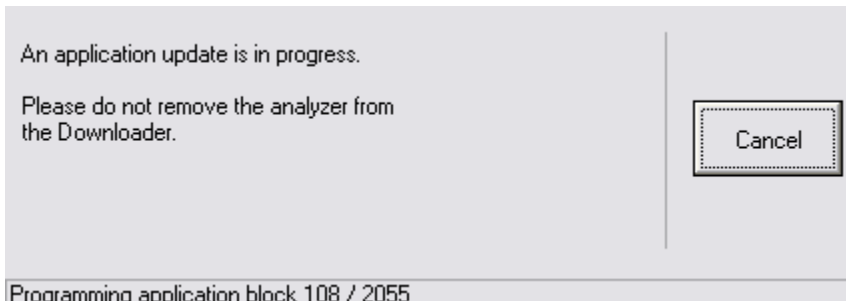 An application update is in progress.
Please do not remove the analyzer from
the Downloader.
Cancel
Programming application block 108 / 2055